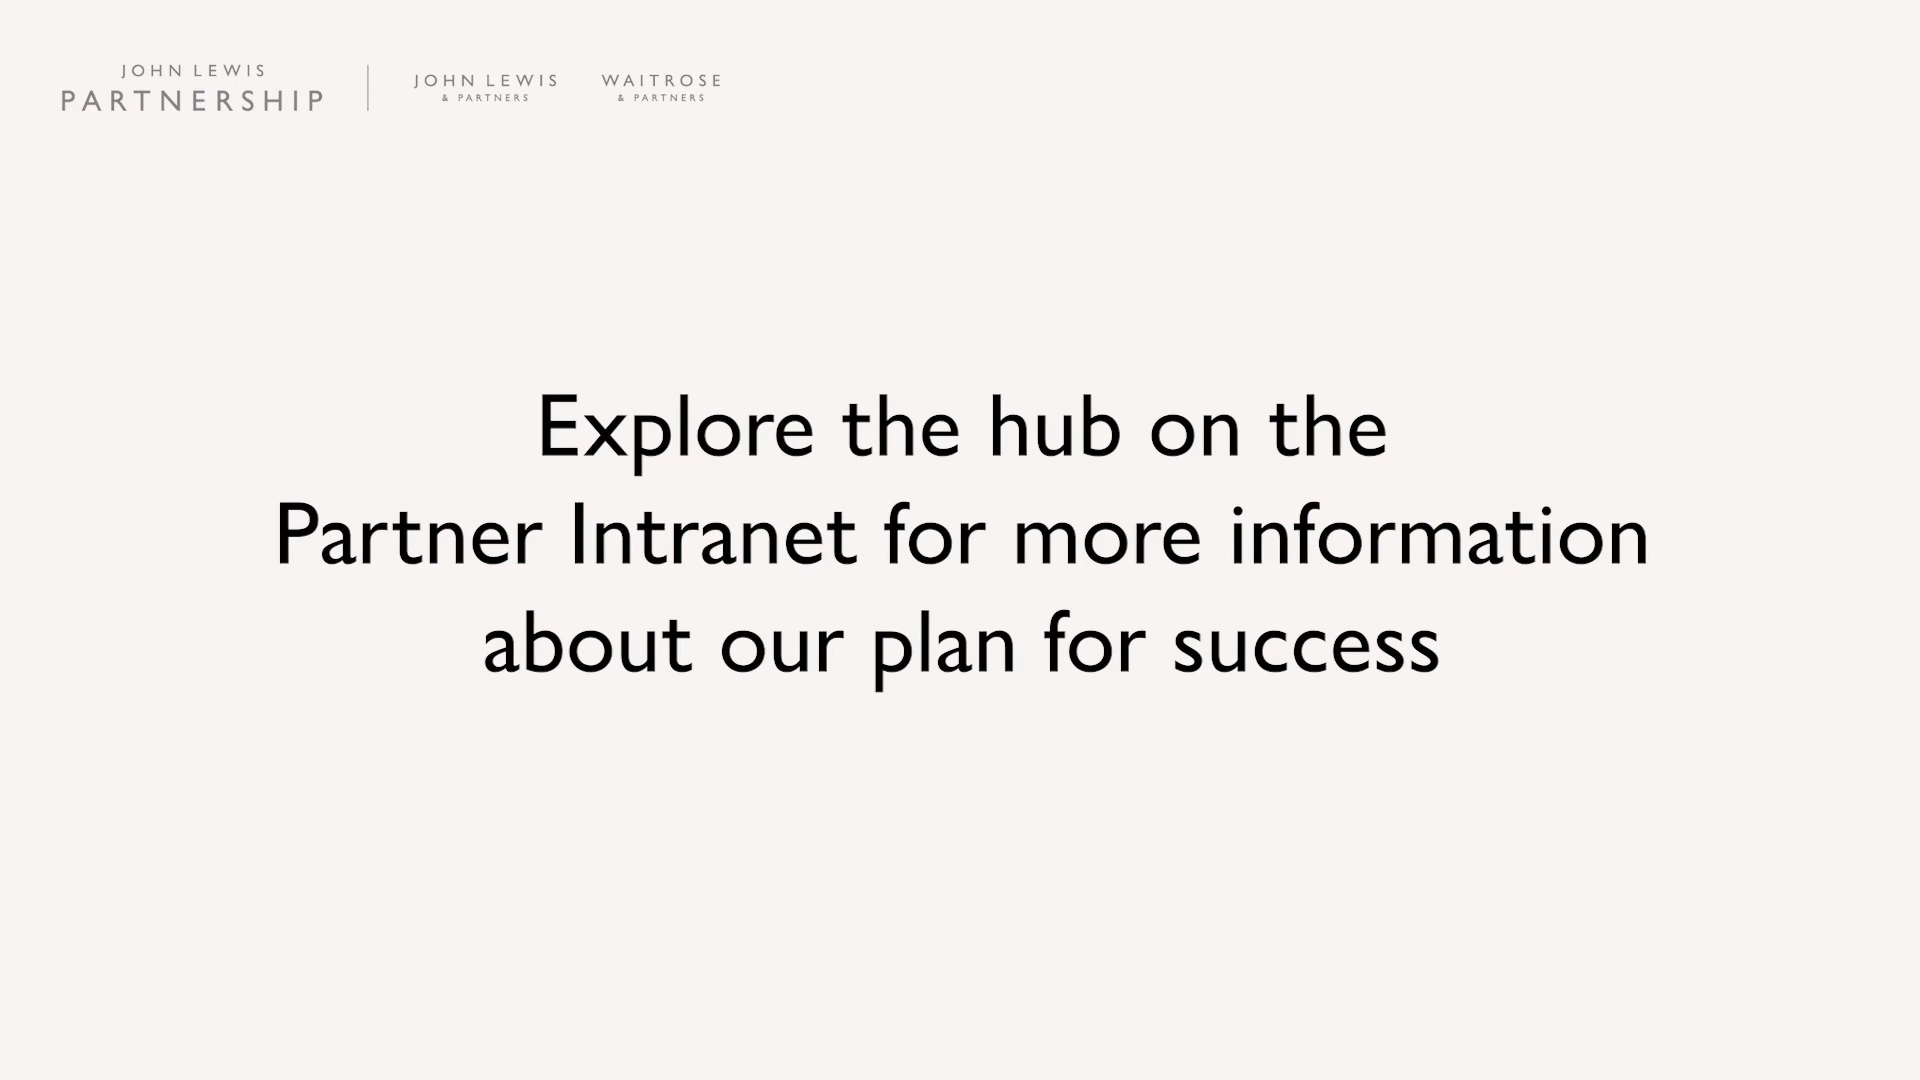 JOHN LEWIS
PARTNERSHIP
JOHN LEWIS
& PARTNERS
WAITROSE
& PARTNERS
Explore the hub on the
Partner Intranet for more information
about our plan for success